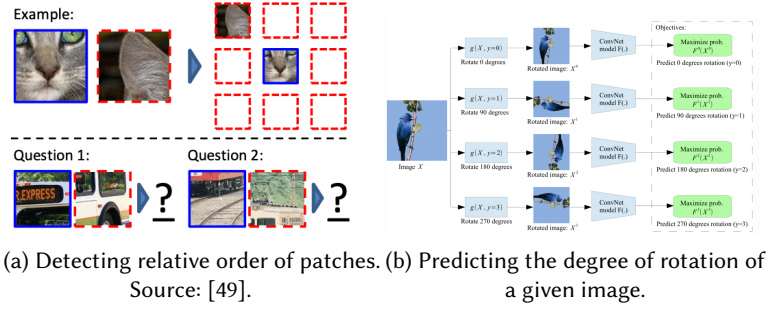 Example:
Question 1:
Question 2:
R.EXPRESS
?
?
Objectives:
g(X, y=0)
Rotate 0 degrees
Rotated image: X⁰
ConvNet
model F(.)
Maximize prob.
F⁰(X⁰)
Predict 0 degrees rotation (y=0)
g(X, y=1)
Rotate 90 degrees
Rotated image: X¹
ConvNet
model F(.)
Maximize prob.
F¹(X¹)
Predict 90 degrees rotation (y=1)
Image X
g(X, y=2)
Rotate 180 degrees
Rotated image: X²
ConvNet
model F(.)
Maximize prob.
F²(X²)
Predict 180 degrees rotation (y=2)
g(X, y=3)
Rotate 270 degrees
Rotated image: X³
ConvNet
model F(.)
Maximize prob.
F³(X³)
Predict 270 degrees rotation (y=3)
(a) Detecting relative order of patches.
Source: [49].
(b) Predicting the degree of rotation of
a given image.